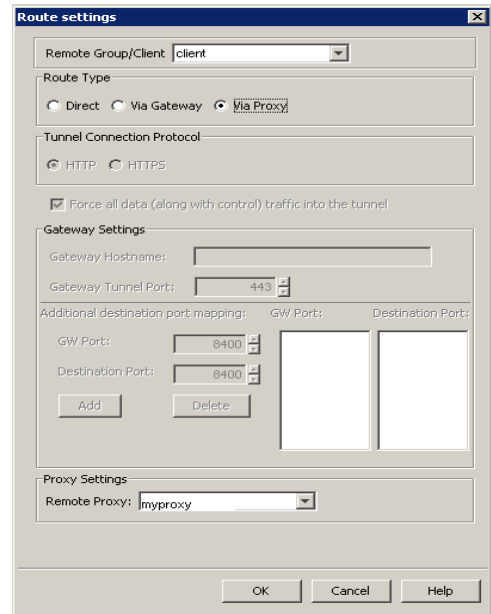 Route settings
Remote Group/Client client
Route Type
Direct Via Gateway Via Proxy
Tunnel Connection Protocol
HTTP HTTPS
Force all data (along with control) traffic into the tunnel
Gateway Settings
Gateway Hostname:
Gateway Tunnel Port: 443
Additional destination port mapping: GW Port: Destination Port:
GW Port: 8400
Destination Port: 8400
Add Delete
Proxy Settings
Remote Proxy: myproxy
OK Cancel Help